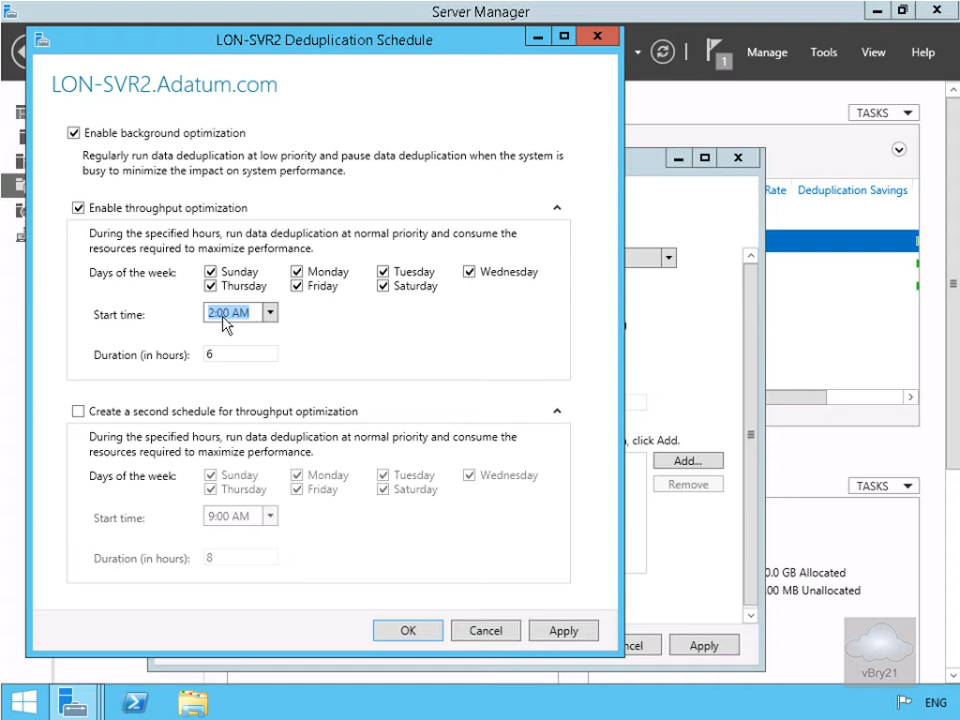 Server Manager
LON-SVR2 Deduplication Schedule
Manage
Tools
View
Help
1
LON-SVR2.Adatum.com
TASKS
Enable background optimization
Regularly run data deduplication at low priority and pause data deduplication when the system is
busy to minimize the impact on system performance.
Rate
Deduplication Savings
Enable throughput optimization
During the specified hours, run data deduplication at normal priority and consume the
resources required to maximize performance.
Days of the week:
Sunday
Monday
Tuesday
Wednesday
Thursday
Friday
Saturday
Start time:
2:00 AM
Duration (in hours):
6
Create a second schedule for throughput optimization
During the specified hours, run data deduplication at normal priority and consume the
resources required to maximize performance.
Days of the week:
Sunday
Monday
Tuesday
Wednesday
Thursday
Friday
Saturday
Start time:
9:00 AM
Duration (in hours):
8
OK
Cancel
Apply
, click Add.
Add...
Remove
TASKS
0.0 GB Allocated
.00 MB Unallocated
ncel
Apply
vBry21
ENG